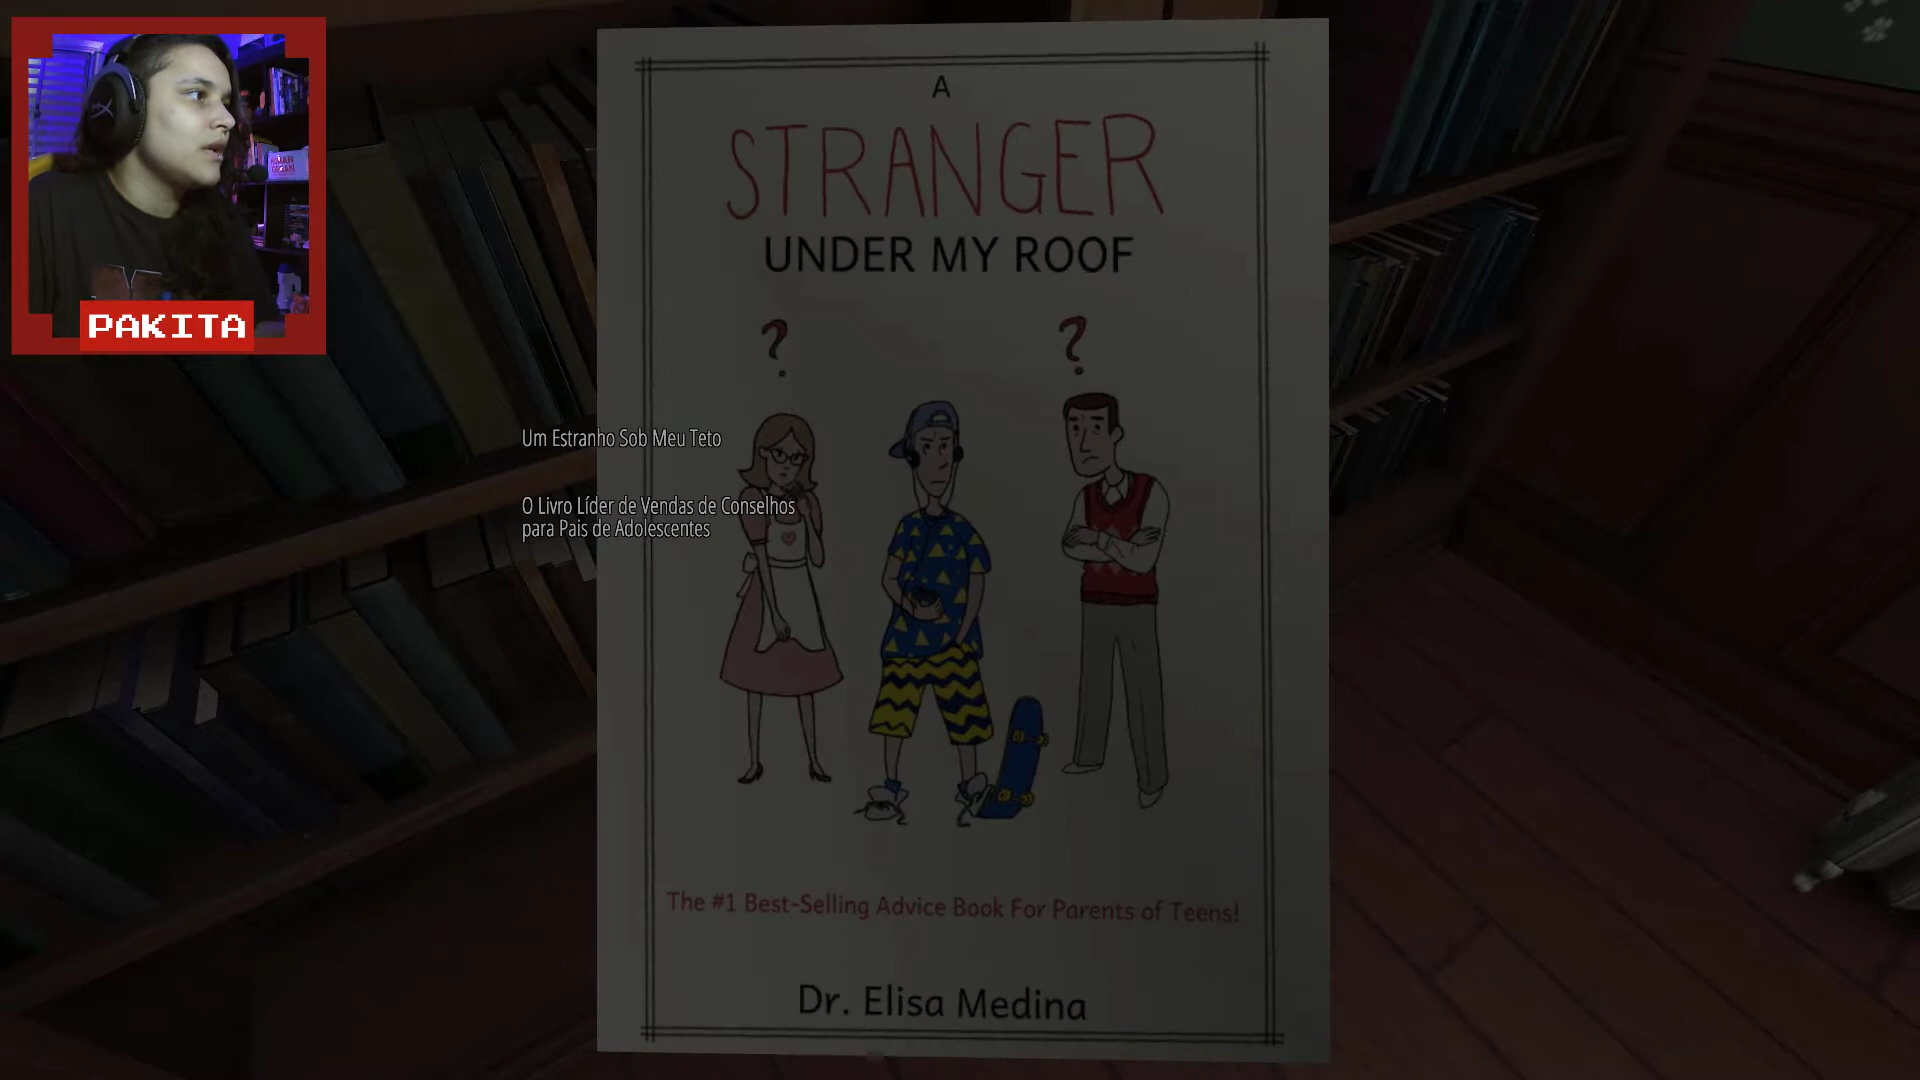 PAKITA
A
STRANGER
UNDER MY ROOF
?
?
Um Estranho Sob Meu Teto
O Livro Líder de Vendas de Conselhos
para Pais de Adolescentes
The #1 Best-Selling Advice Book For Parents of Teens!
Dr. Elisa Medina